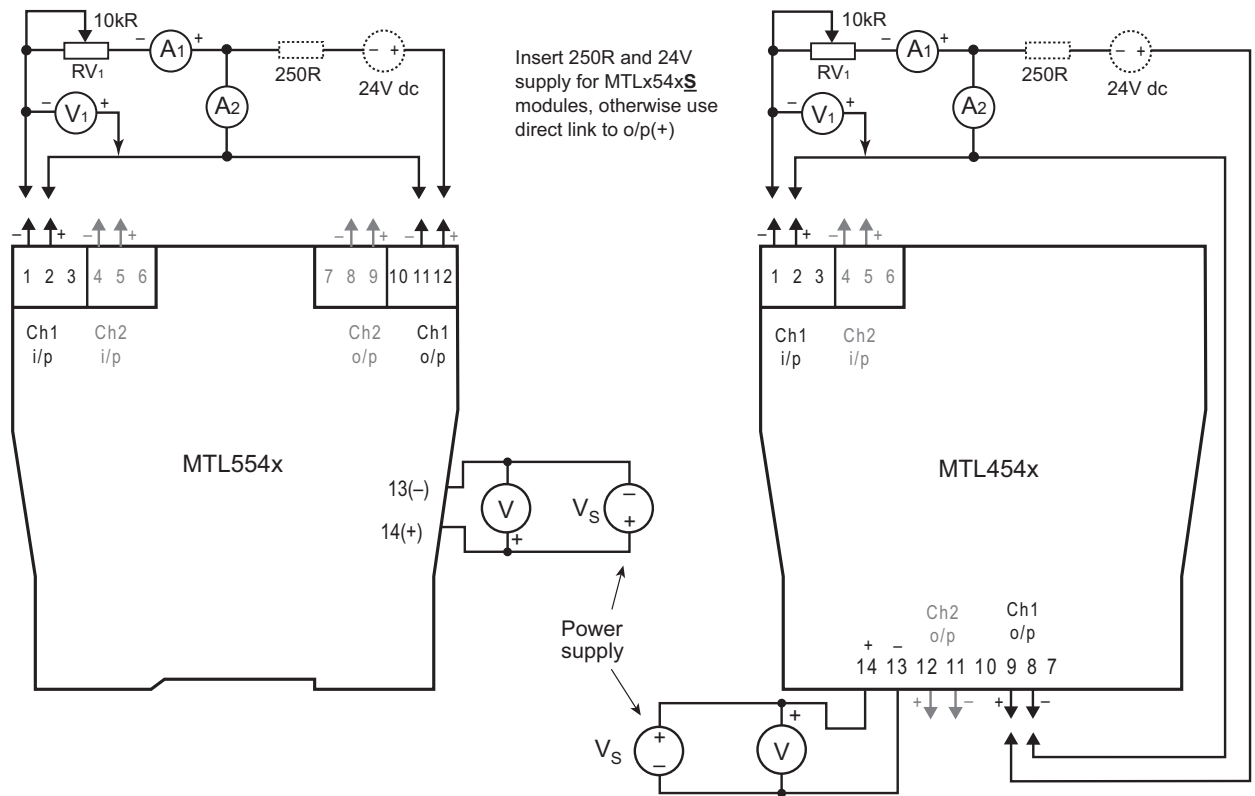 10kR
RV1
− A1 +
250R
− +
24V dc
− V1 +
A2
Insert 250R and 24V
supply for MTLx54xS
modules, otherwise use
direct link to o/p(+)
10kR
RV1
− A1 +
250R
− +
24V dc
− V1 +
A2
− + − + − + − +
1 2 3 4 5 6 7 8 9 10 11 12
Ch1 Ch2 Ch2 Ch1
i/p i/p o/p o/p
MTL554x
13(–)
14(+)
V
+
VS
−
+
Power
supply
− + − +
1 2 3 4 5 6
Ch1 Ch2
i/p i/p
MTL454x
Ch2 Ch1
o/p o/p
+ −
14 13 12 11 10 9 8 7
+ − + −
VS
+
−
V
+